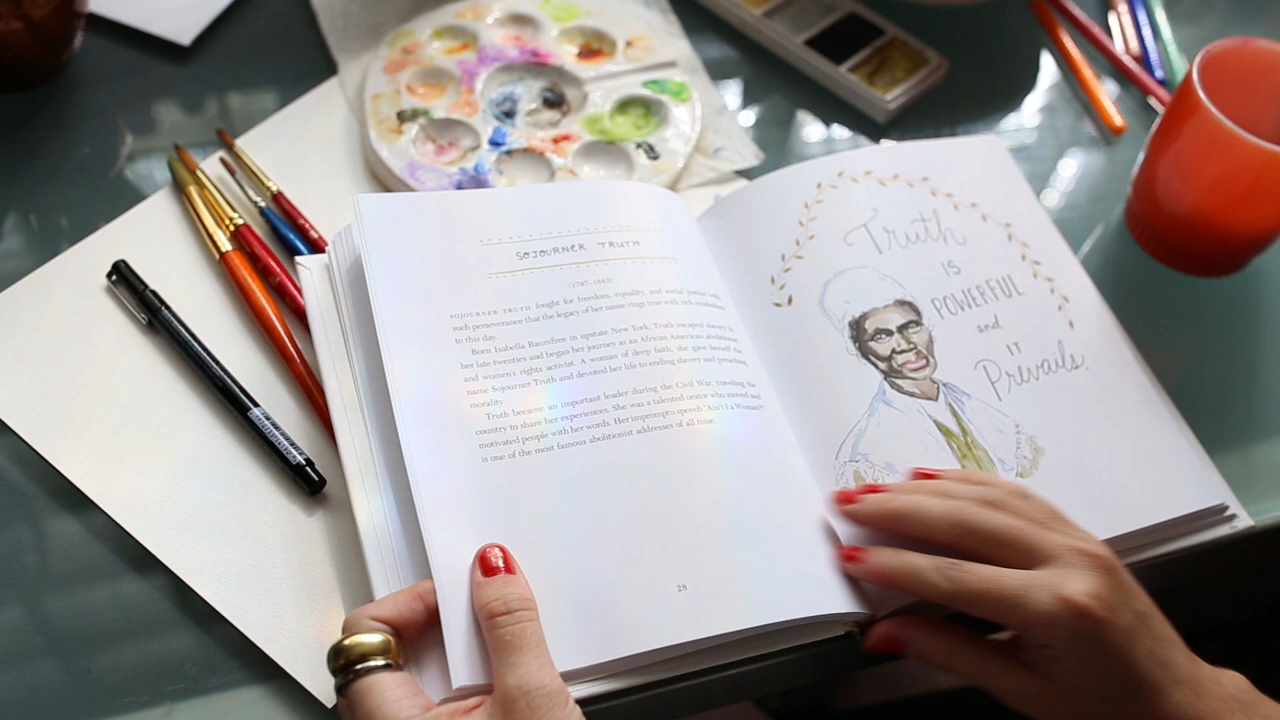 SOJOURNER TRUTH
(1797–1883)
SOJOURNER TRUTH fought for freedom, equality, and social justice with
such perseverance that the legacy of her name rings true with rich symbolism
to this day.
Born Isabella Baumfree in upstate New York, Truth escaped slavery in
her late twenties and began her journey as an African American abolitionist
and women's rights activist. A woman of deep faith, she gave herself the
name Sojourner Truth and devoted her life to ending slavery and preaching
morality.
Truth became an important leader during the Civil War, traveling the
country to share her experiences. She was a talented orator who moved and
motivated people with her words. Her impromptu speech "Ain't I a Woman?"
is one of the most famous abolitionist addresses of all time.
28
Truth
IS
POWERFUL
and
IT
Prevails.